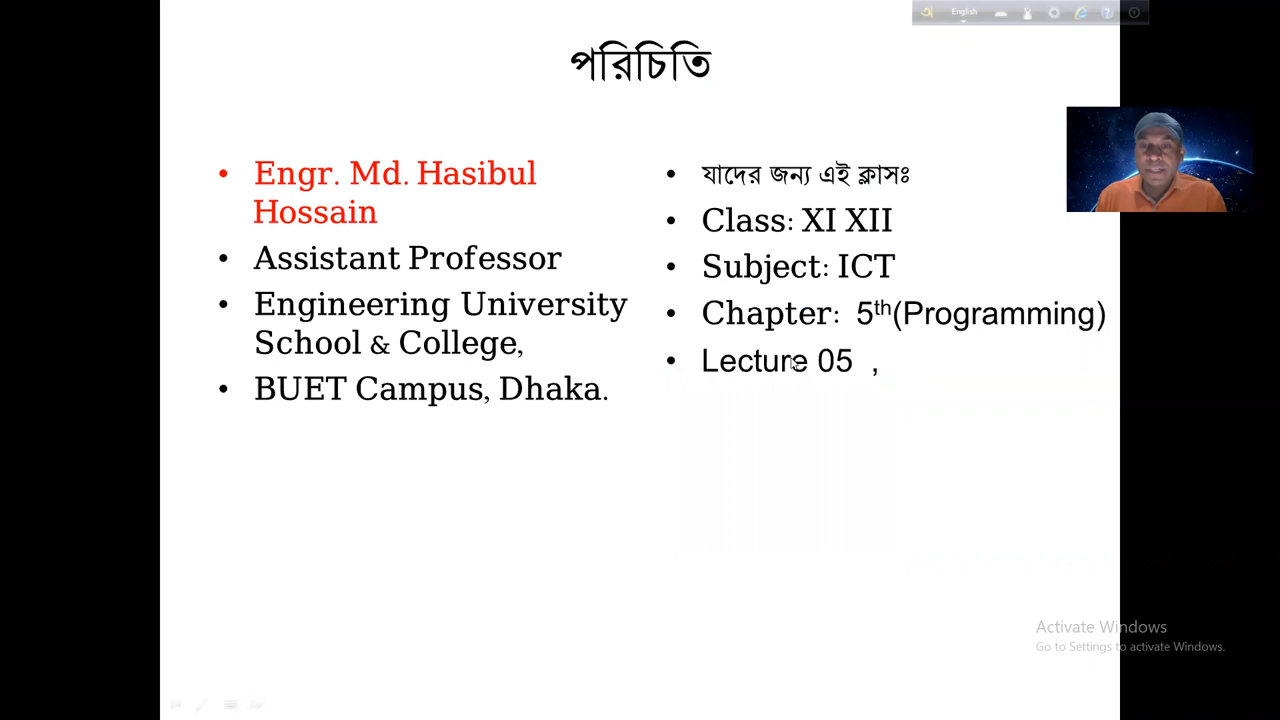 English
পরিচিতি
• Engr. Md. Hasibul
Hossain
• Assistant Professor
• Engineering University
School & College,
• BUET Campus, Dhaka.
• যাদের জন্য এই ক্লাসঃ
• Class: XI XII
• Subject: ICT
• Chapter: 5th(Programming)
• Lecture 05 ,
Activate Windows
Go to Settings to activate Windows.